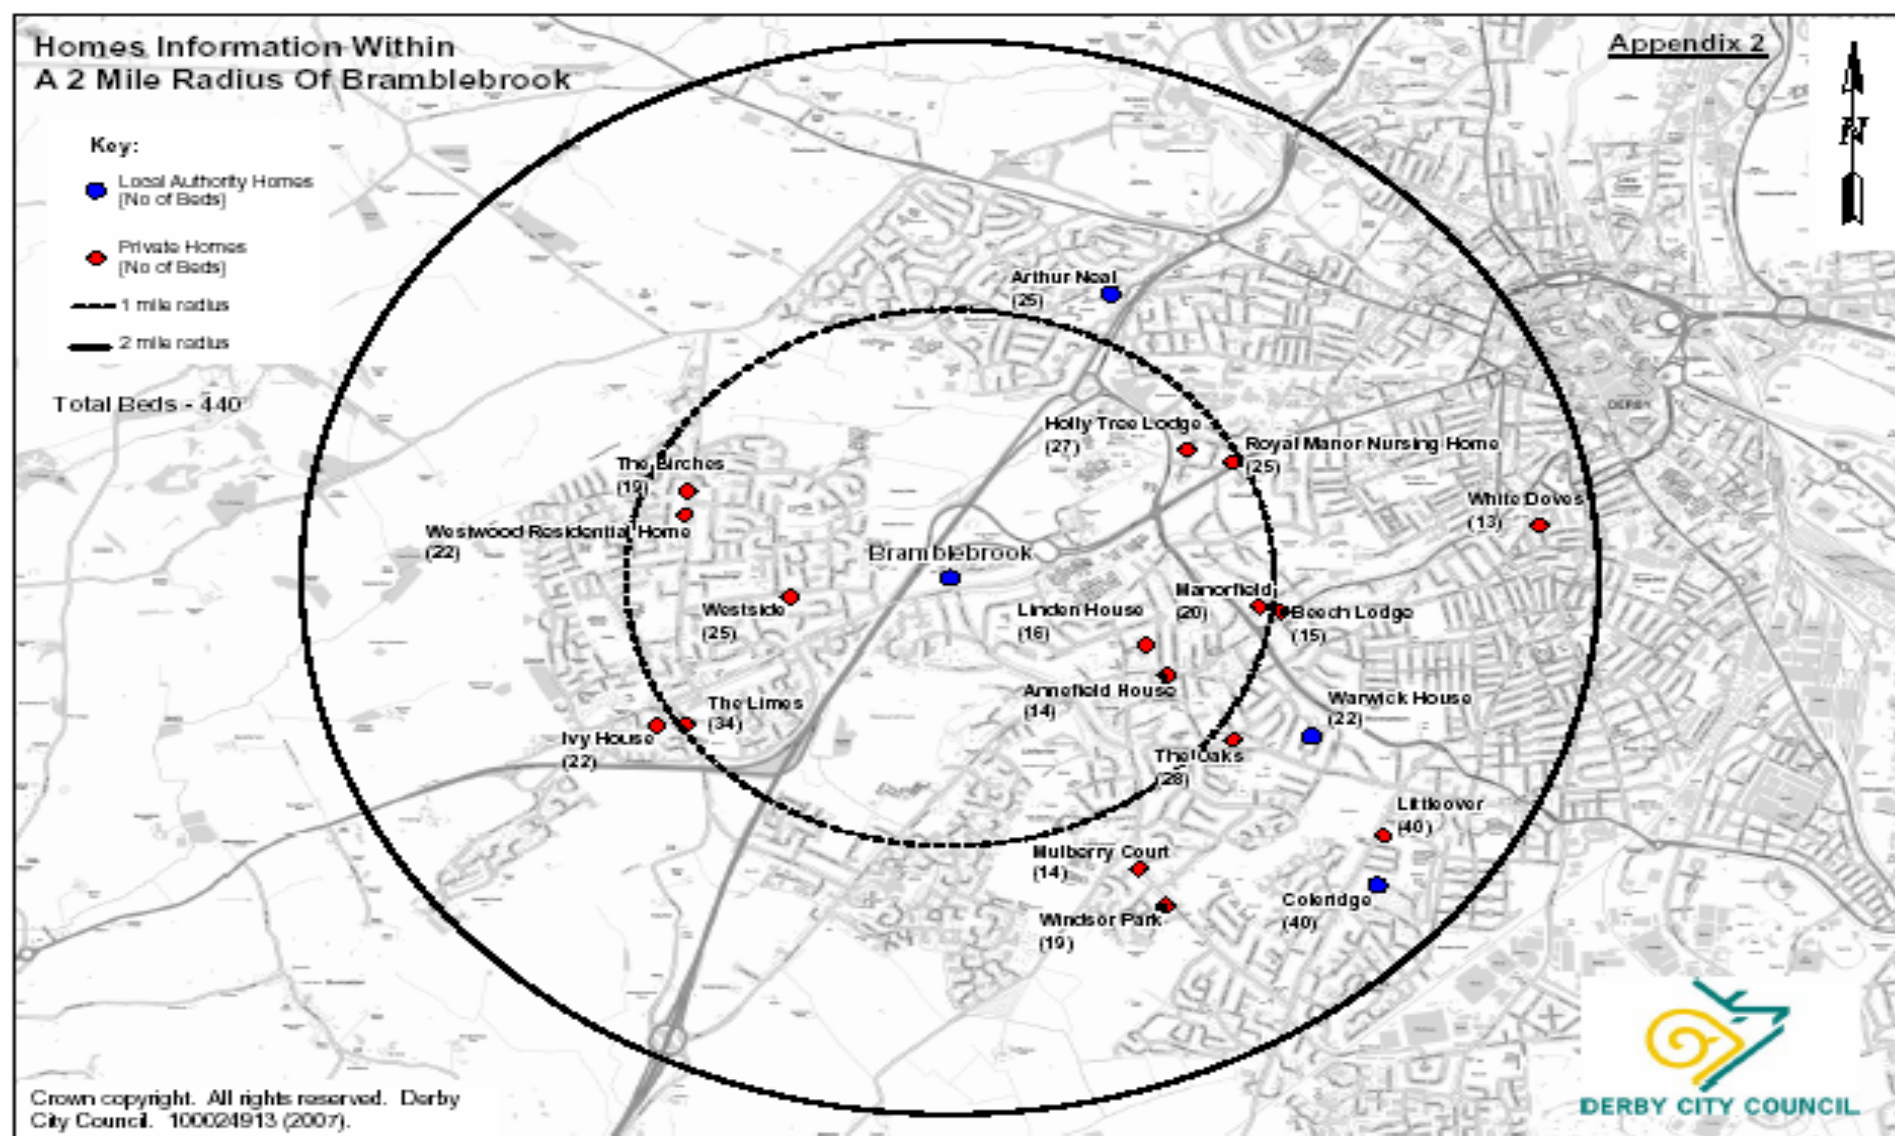 Homes Information Within
A 2 Mile Radius Of Bramblebrook
Appendix 2
N
Key:
Local Authority Homes
[No of Beds]
Private Homes
[No of Beds]
1 mile radius
2 mile radius
Total Beds - 440
Arthur Neal
(25)
Holly Tree Lodge
(27)
Royal Manor Nursing Home
(25)
The Birches
(19)
Westwood Residential Home
(22)
White Doves
(13)
DERBY
Bramblebrook
Westside
(25)
Linden House
(16)
Manorfield
(20)
Beech Lodge
(15)
Annefield House
(14)
Warwick House
(22)
The Limes
(34)
Ivy House
(22)
The Oaks
(28)
Littleover
(40)
Mulberry Court
(14)
Coleridge
(40)
Windsor Park
(19)
Crown copyright. All rights reserved. Derby
City Council. 100024913 (2007).
DERBY CITY COUNCIL